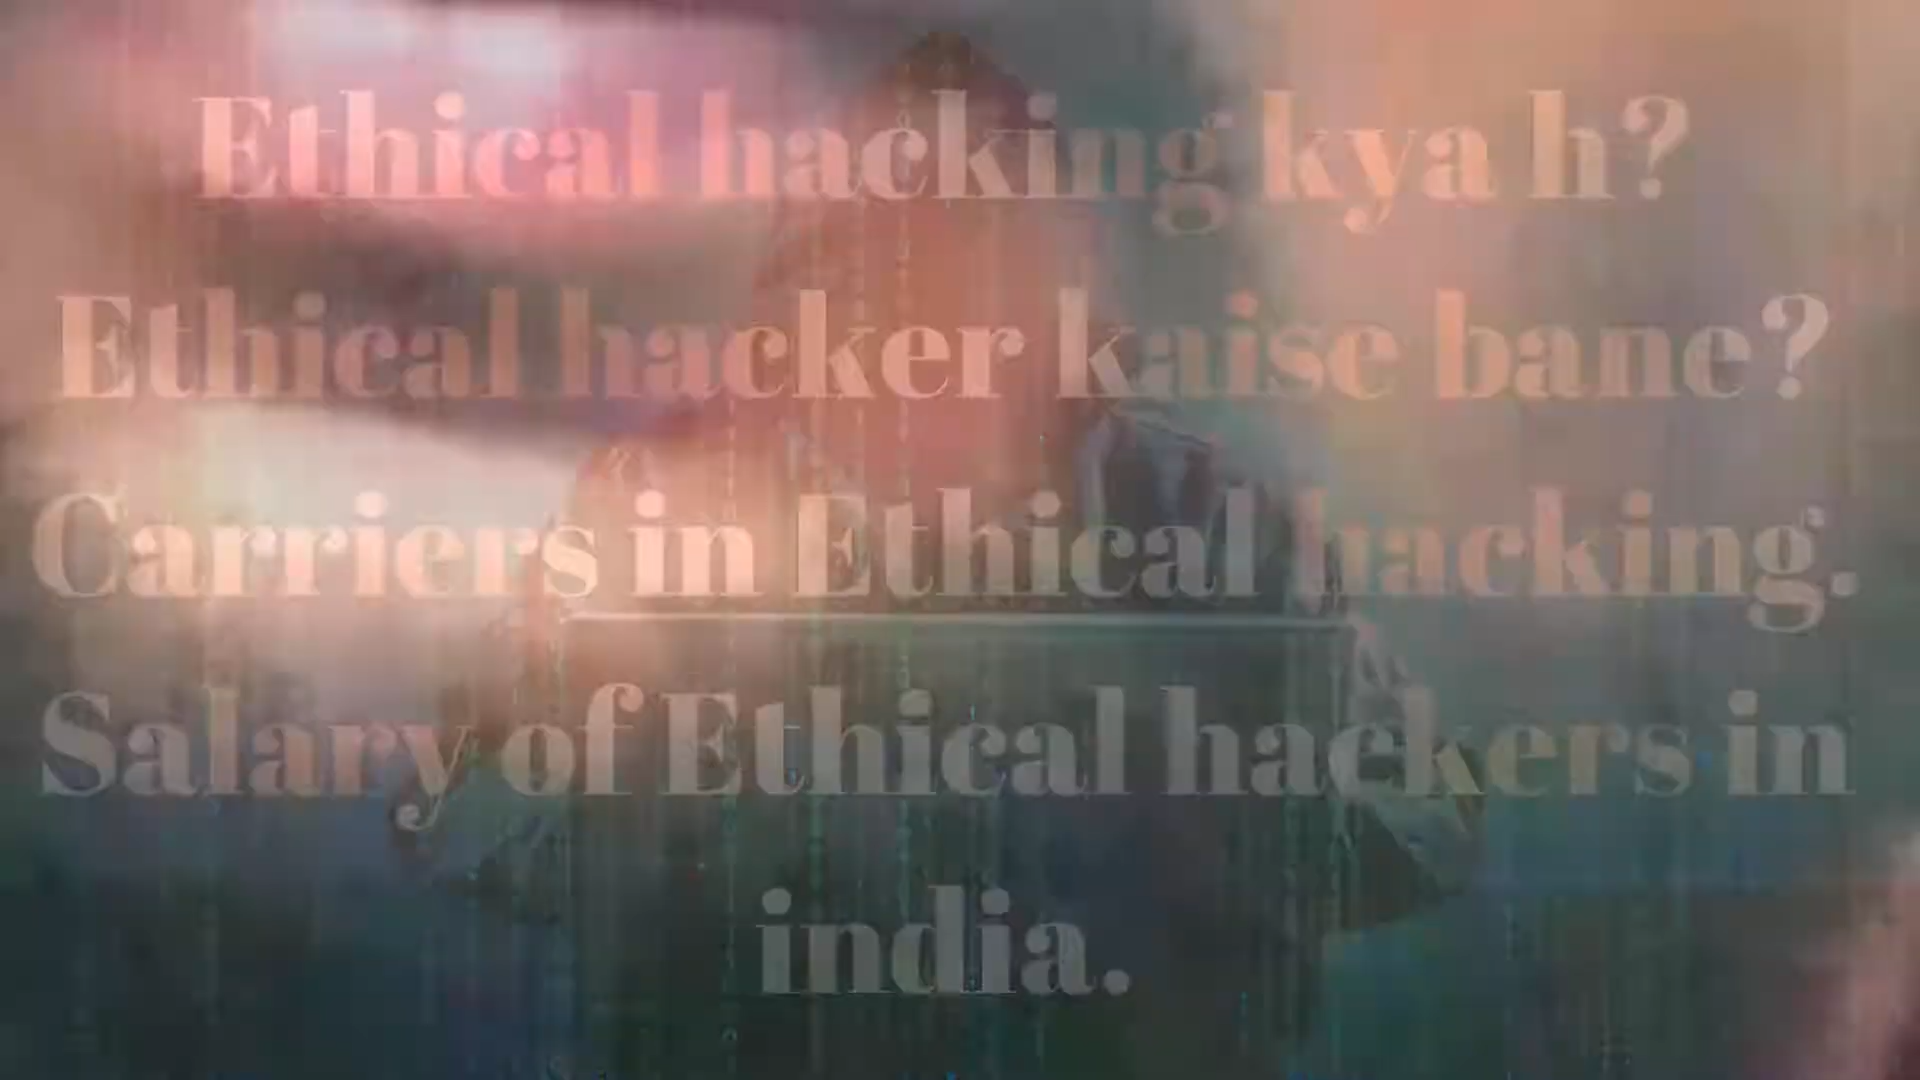 Ethical hacking kya h?
Ethical hacker kaise bane?
Carriers in Ethical hacking.
Salary of Ethical hackers in
india.